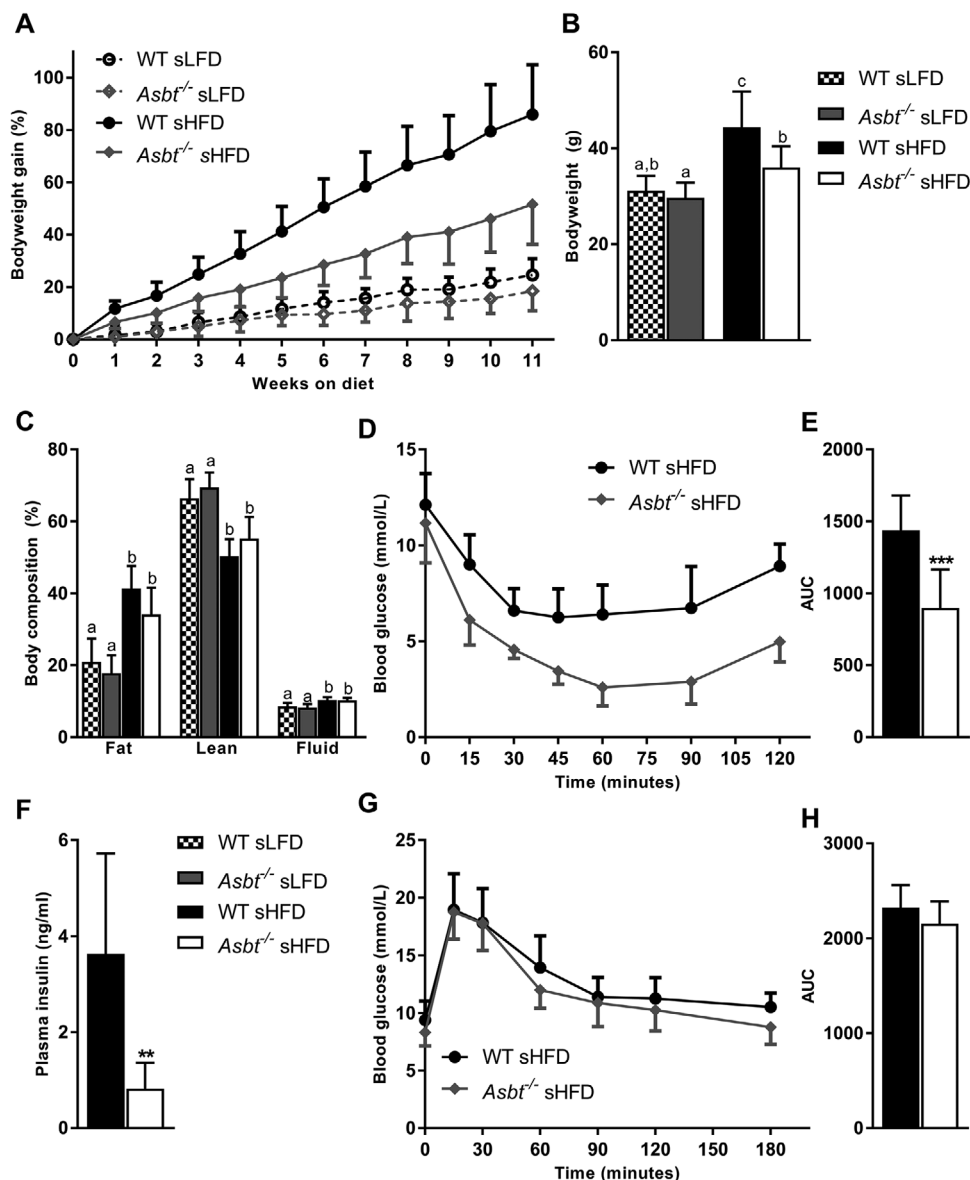 A
WT sLFD
Asbt-/- sLFD
WT sHFD
Asbt-/- sHFD
Bodyweight gain (%)
100
80
60
40
20
0
0 1 2 3 4 5 6 7 8 9 10 11
Weeks on diet
B
Bodyweight (g)
60
40
20
0
a,b a c b
WT sLFD
Asbt-/- sLFD
WT sHFD
Asbt-/- sHFD
C
Body composition (%)
80
60
40
20
0
a a b b
a a b b
a a b b
Fat Lean Fluid
D
Blood glucose (mmol/L)
15
10
5
0
WT sHFD
Asbt-/- sHFD
0 15 30 45 60 75 90 105 120
Time (minutes)
E
AUC
2000
1500
1000
500
0
***
F
Plasma insulin (ng/ml)
6
4
2
0
**
WT sLFD
Asbt-/- sLFD
WT sHFD
Asbt-/- sHFD
G
Blood glucose (mmol/L)
25
20
15
10
5
0
WT sHFD
Asbt-/- sHFD
0 30 60 90 120 150 180
Time (minutes)
H
AUC
3000
2000
1000
0